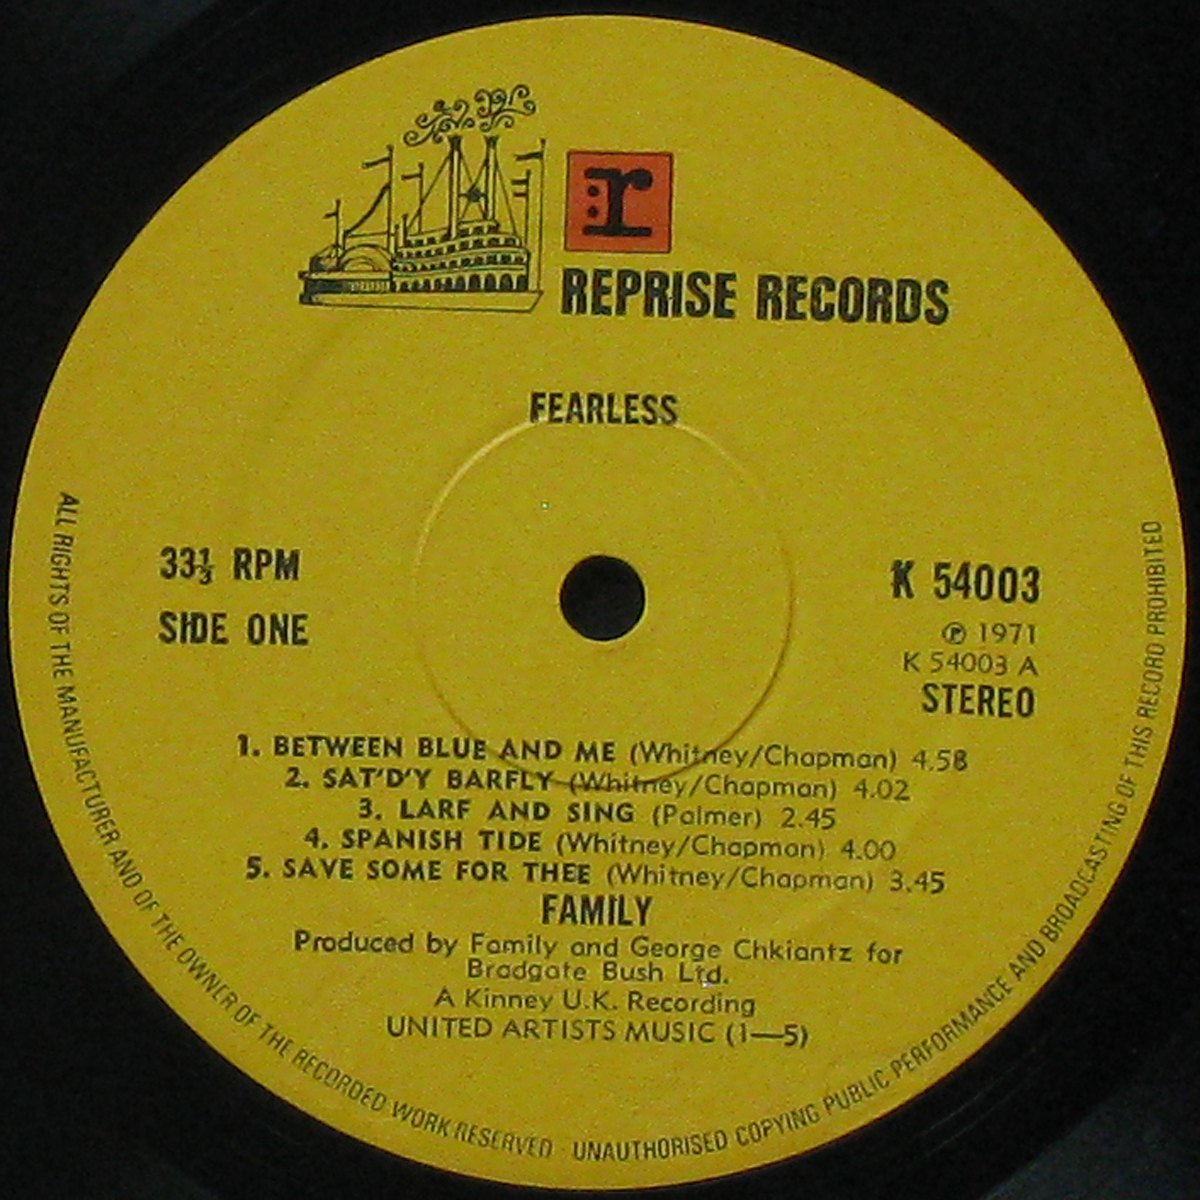 r
REPRISE RECORDS
FEARLESS
33⅓ RPM
SIDE ONE
K 54003
℗ 1971
K 54003 A
STEREO
1. BETWEEN BLUE AND ME (Whitney/Chapman) 4.58
2. SAT'D'Y BARFLY (Whitney/Chapman) 4.02
3. LARF AND SING (Palmer) 2.45
4. SPANISH TIDE (Whitney/Chapman) 4.00
5. SAVE SOME FOR THEE (Whitney/Chapman) 3.45
FAMILY
Produced by Family and George Chkiantz for
Bradgate Bush Ltd.
A Kinney U.K. Recording
UNITED ARTISTS MUSIC (1—5)
ALL RIGHTS OF THE MANUFACTURER AND OF THE OWNER OF THE RECORDED WORK RESERVED UNAUTHORISED COPYING PUBLIC PERFORMANCE AND BROADCASTING OF THIS RECORD PROHIBITED